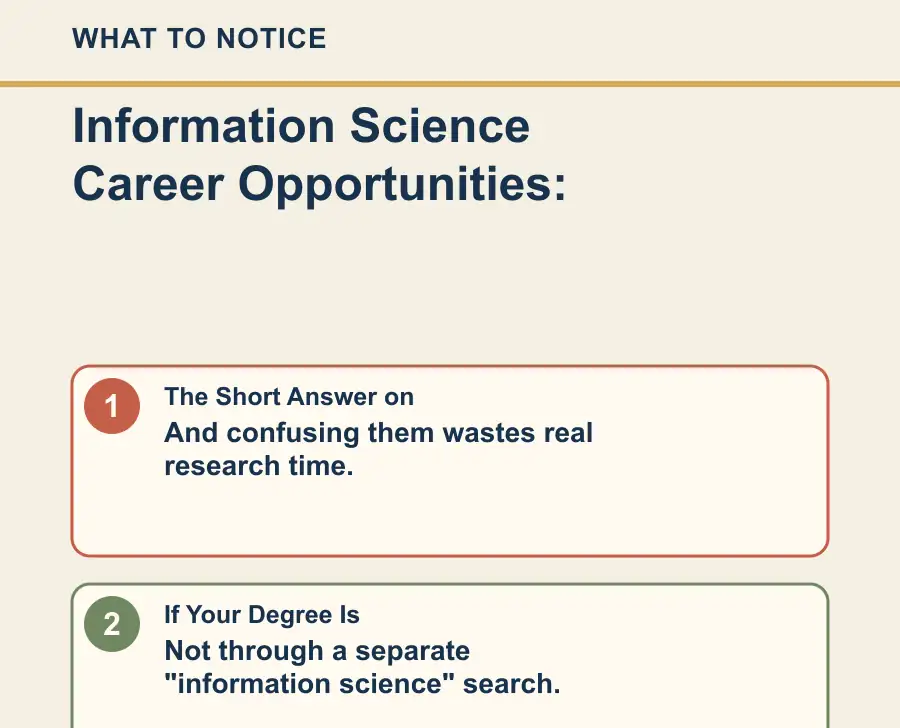 WHAT TO NOTICE
Information Science
Career Opportunities:
1
The Short Answer on
And confusing them wastes real
research time.
2
If Your Degree Is
Not through a separate
"information science" search.